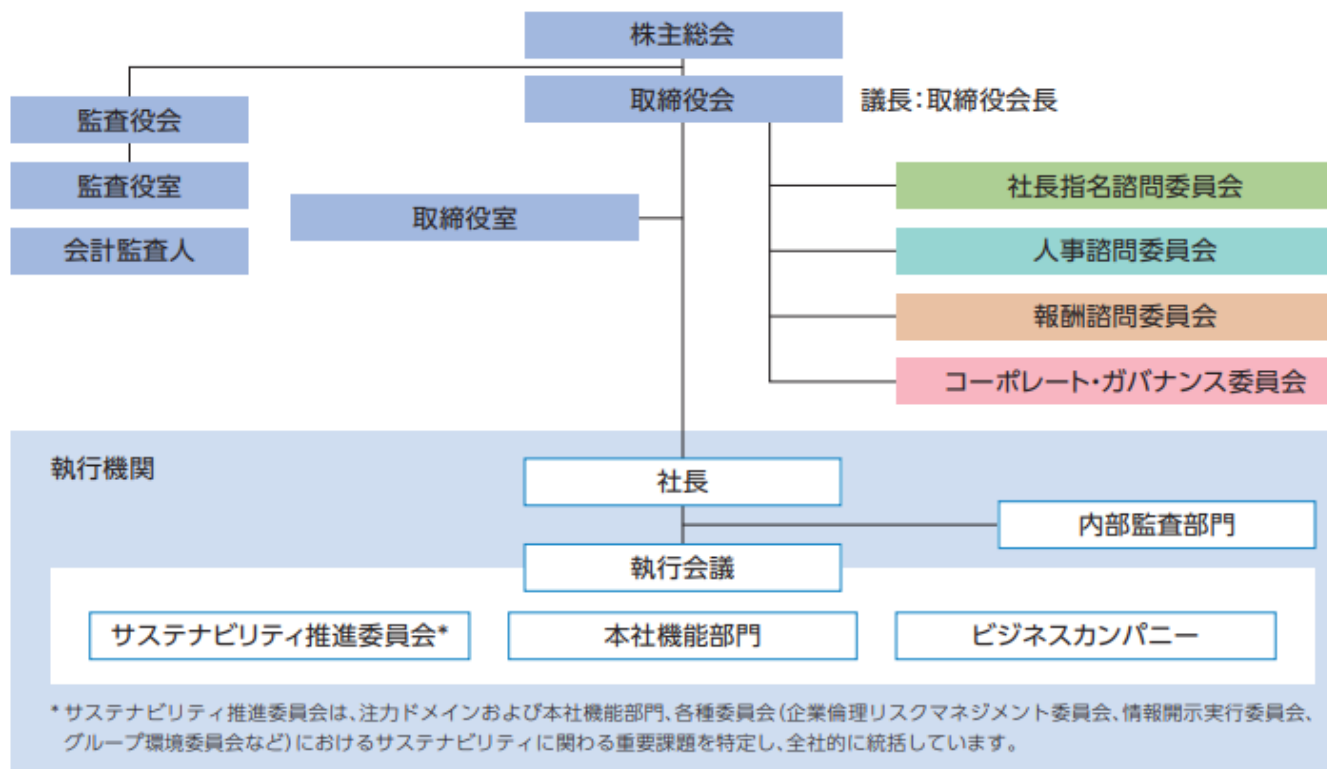 株主総会
取締役会
議長：取締役会長
監査役会
監査役室
会計監査人
取締役室
社長指名諮問委員会
人事諮問委員会
報酬諮問委員会
コーポレート・ガバナンス委員会
執行機関
社長
内部監査部門
執行会議
サステナビリティ推進委員会*
本社機能部門
ビジネスカンパニー
* サステナビリティ推進委員会は、注力ドメインおよび本社機能部門、各種委員会（企業倫理リスクマネジメント委員会、情報開示実行委員会、
グループ環境委員会など）におけるサステナビリティに関わる重要課題を特定し、全社的に統括しています。